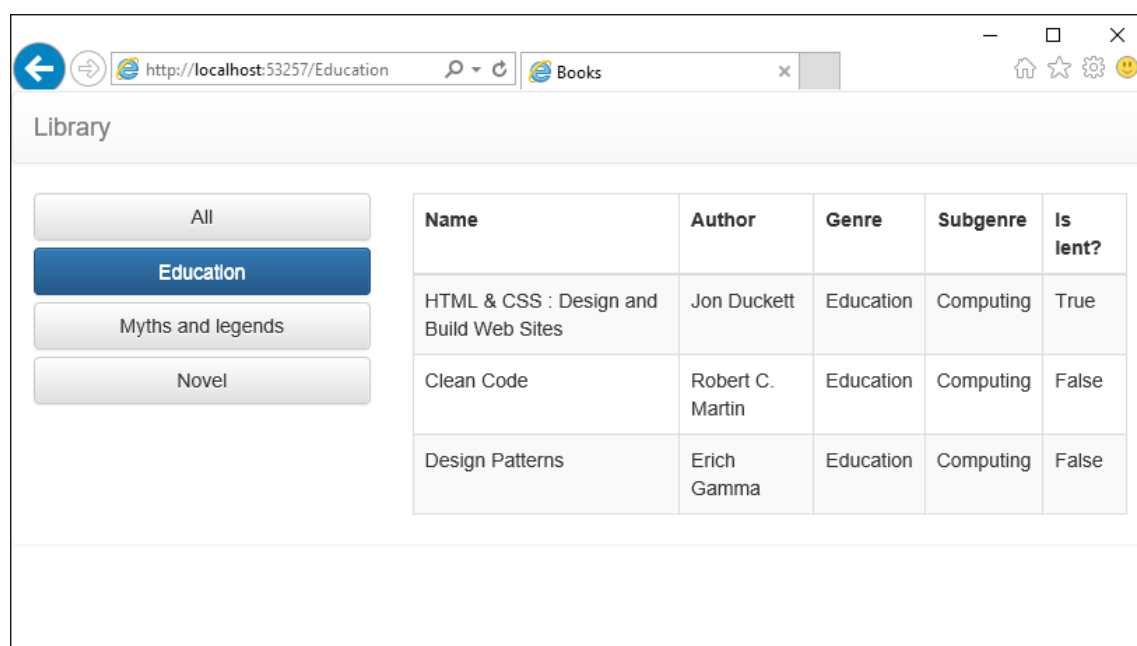 http://localhost:53257/Education
Books
Library
All
Education
Myths and legends
Novel
Name Author Genre Subgenre Is
lent?
HTML & CSS : Design and Jon Duckett Education Computing True
Build Web Sites
Clean Code Robert C. Education Computing False
Martin
Design Patterns Erich Education Computing False
Gamma